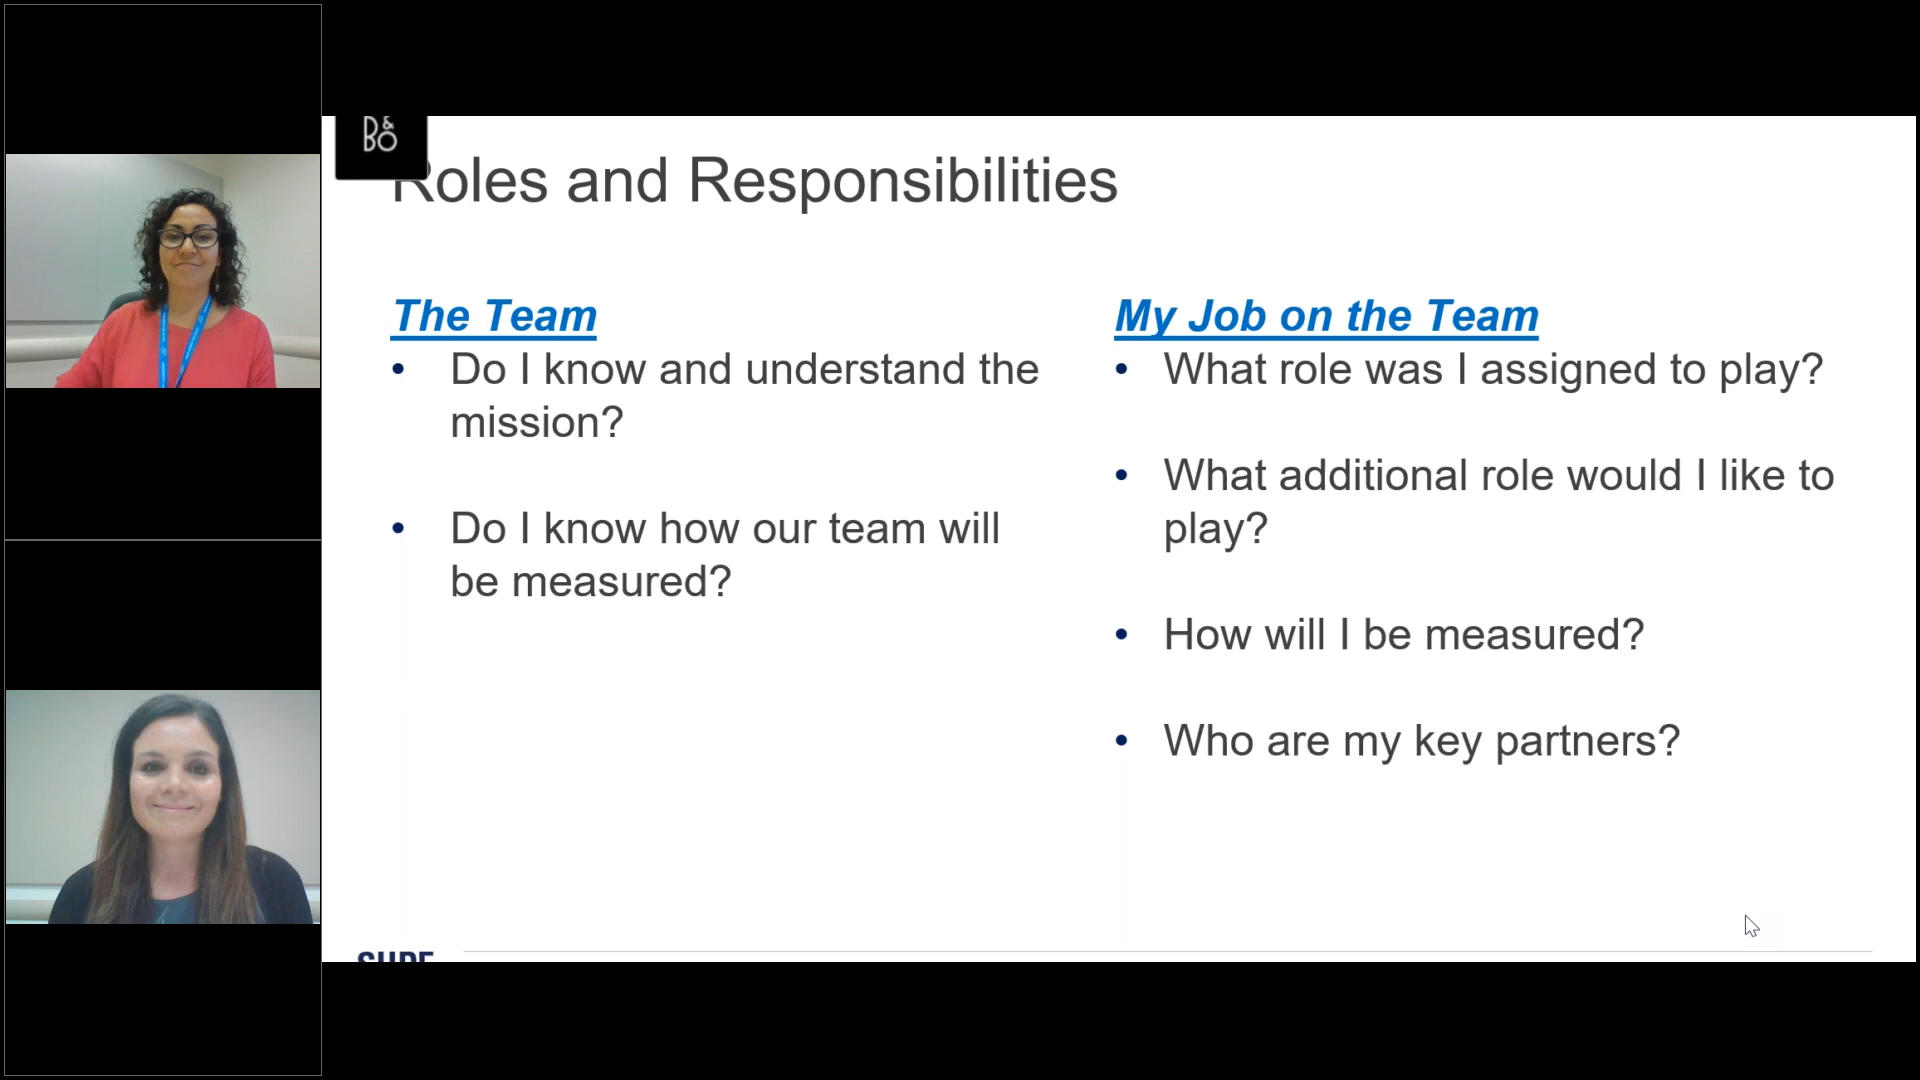 B&O
Roles and Responsibilities
The Team
• Do I know and understand the
mission?
• Do I know how our team will
be measured?
My Job on the Team
• What role was I assigned to play?
• What additional role would I like to
play?
• How will I be measured?
• Who are my key partners?